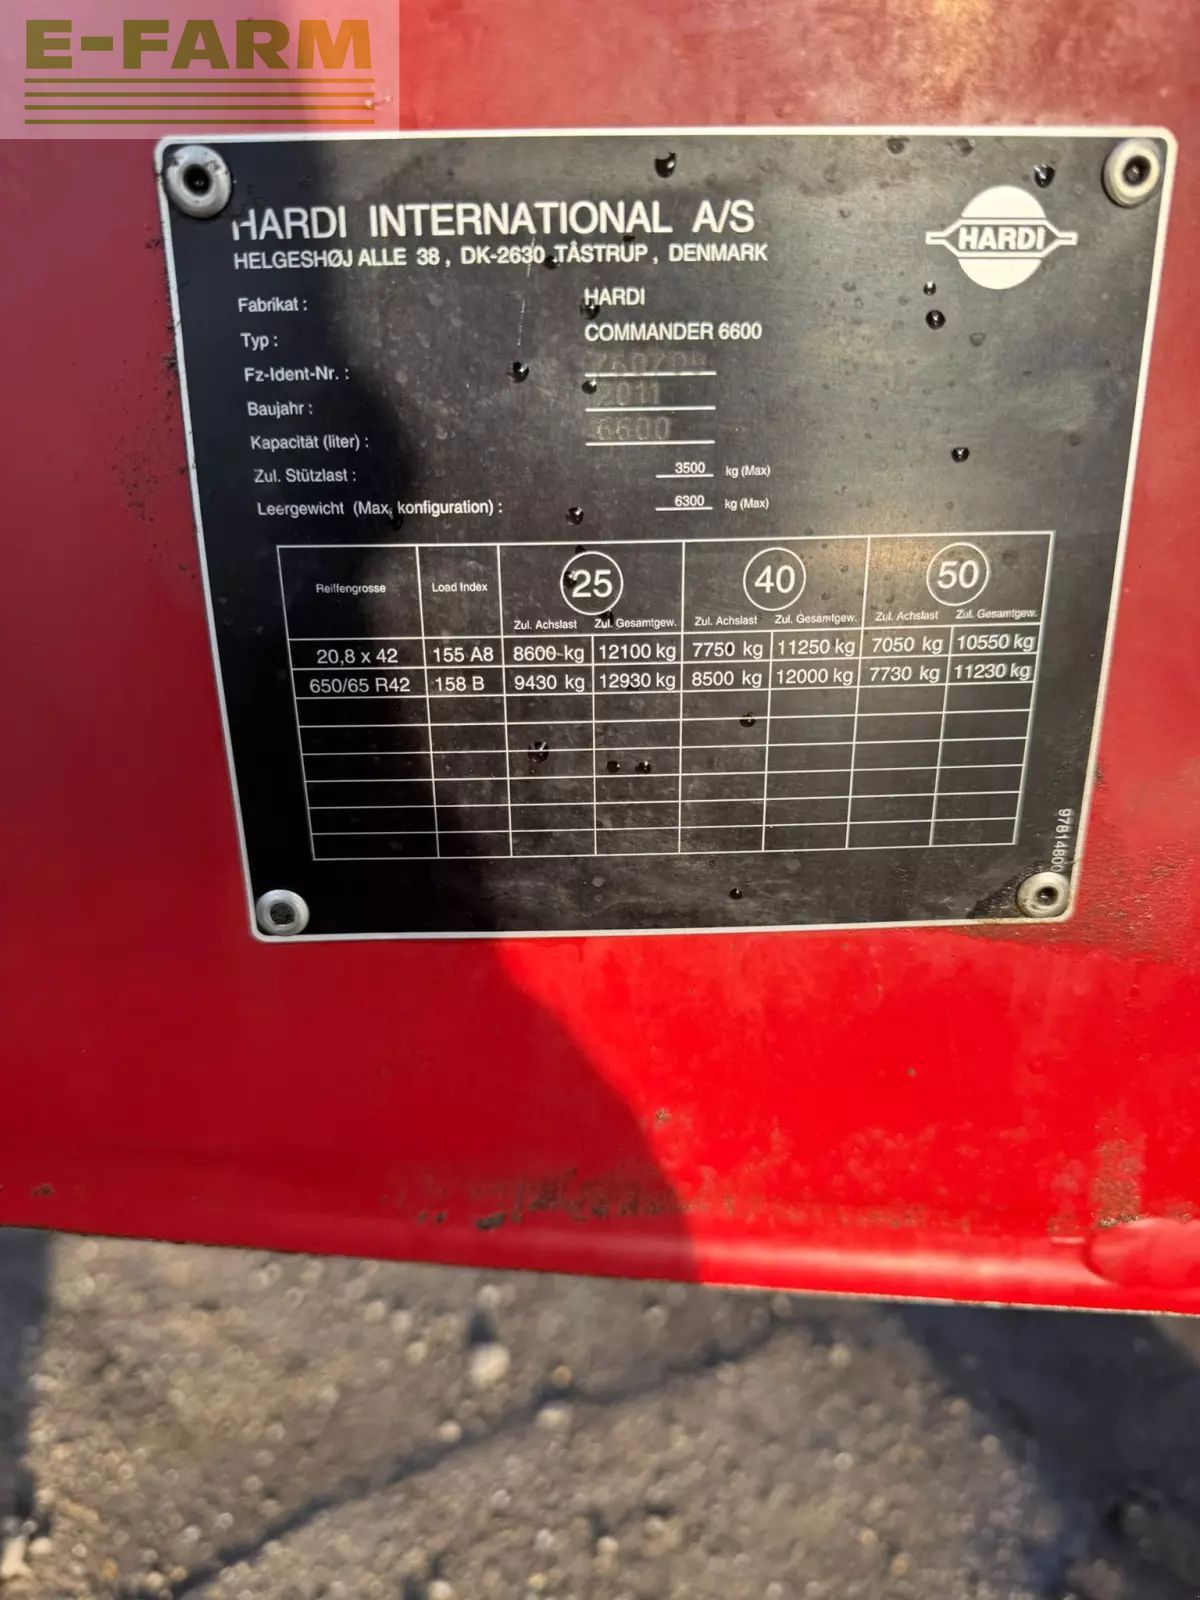 E-FARM
HARDI INTERNATIONAL A/S
HELGESHØJ ALLE 38, DK-2630 TÅSTRUP, DENMARK
HARDI
Fabrikat: HARDI
Typ: COMMANDER 6600
Fz-Ident-Nr.:
Baujahr: 2011
Kapacität (liter): 6600
Zul. Stützlast: 3500 kg (Max)
Leergewicht (Max, konfiguration): 6300 kg (Max)
Reiffengrosse Load Index 25 40 50
Zul. Achslast Zul. Gesamtgew. Zul. Achslast Zul. Gesamtgew. Zul. Achslast Zul. Gesamtgew.
20,8 x 42 155 A8 8600 kg 12100 kg 7750 kg 11250 kg 7050 kg 10550 kg
650/65 R42 158 B 9430 kg 12930 kg 8500 kg 12000 kg 7730 kg 11230 kg
97814800